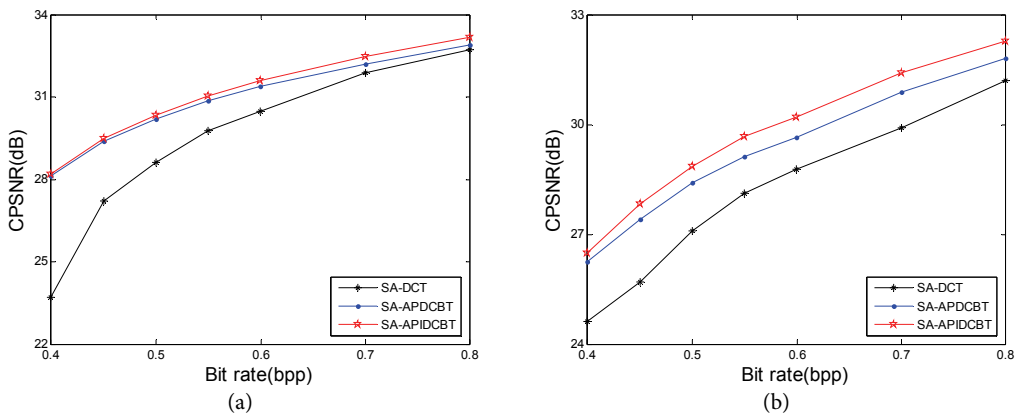 34
31
28
25
22
CPSNR(dB)
0.4 0.5 0.6 0.7 0.8
Bit rate(bpp)
SA-DCT
SA-APDCBT
SA-APIDCBT
(a)
33
30
27
24
CPSNR(dB)
0.4 0.5 0.6 0.7 0.8
Bit rate(bpp)
SA-DCT
SA-APDCBT
SA-APIDCBT
(b)